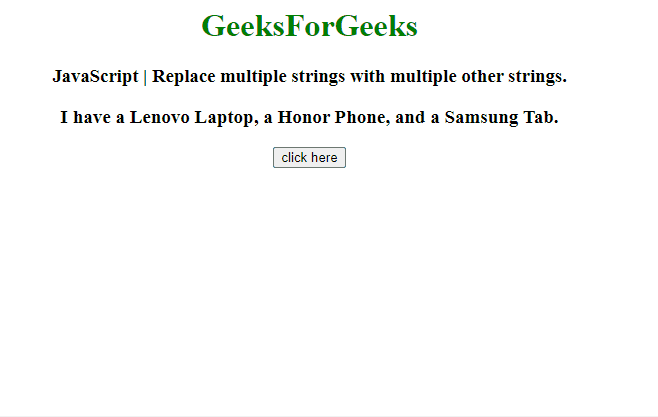 GeeksForGeeks
JavaScript | Replace multiple strings with multiple other strings.
I have a Lenovo Laptop, a Honor Phone, and a Samsung Tab.
click here